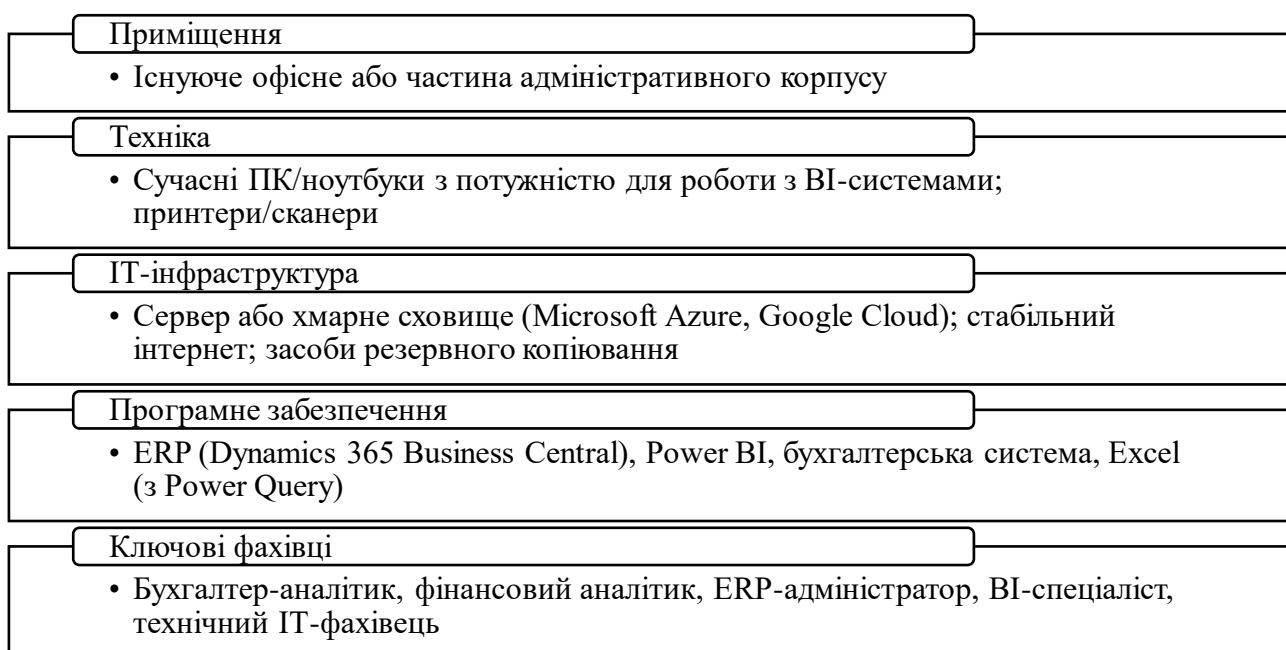 Приміщення
• Існуюче офісне або частина адміністративного корпусу
Техніка
• Сучасні ПК/ноутбуки з потужністю для роботи з BI-системами;
принтери/сканери
ІТ-інфраструктура
• Сервер або хмарне сховище (Microsoft Azure, Google Cloud); стабільний
інтернет; засоби резервного копіювання
Програмне забезпечення
• ERP (Dynamics 365 Business Central), Power BI, бухгалтерська система, Excel
(з Power Query)
Ключові фахівці
• Бухгалтер-аналітик, фінансовий аналітик, ERP-адміністратор, BI-спеціаліст,
технічний ІТ-фахівець